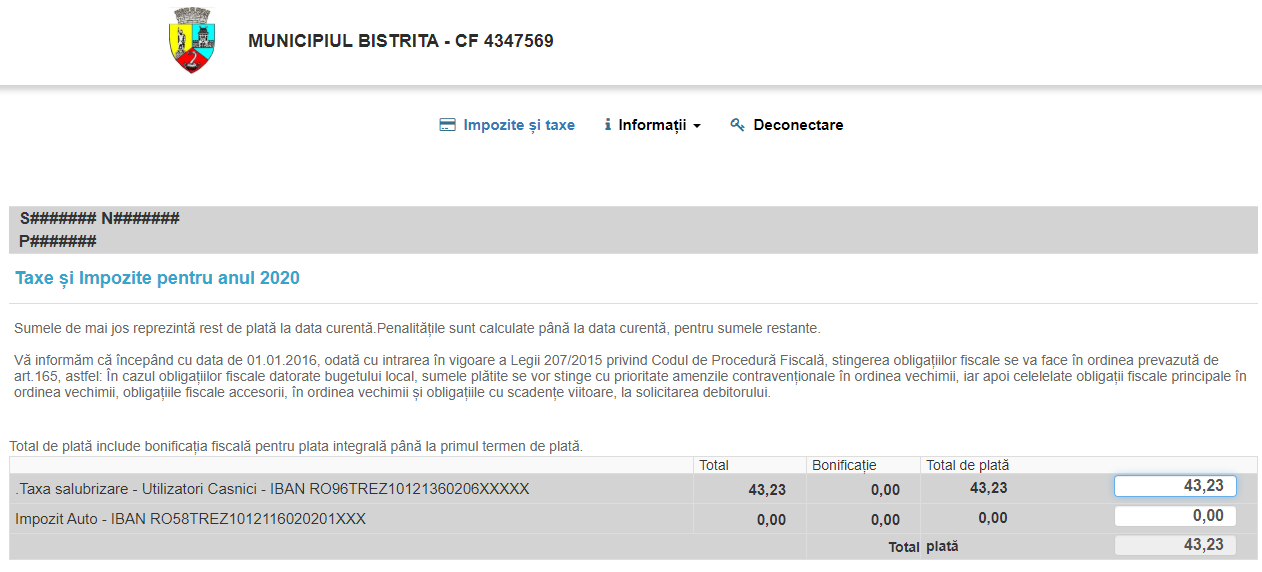 MUNICIPIUL BISTRITA - CF 4347569
Impozite și taxe Informații Deconectare
S####### N#######
P#######
Taxe și Impozite pentru anul 2020
Sumele de mai jos reprezintă rest de plată la data curentă.Penalitățile sunt calculate până la data curentă, pentru sumele restante.
Vă informăm că începând cu data de 01.01.2016, odată cu intrarea în vigoare a Legii 207/2015 privind Codul de Procedură Fiscală, stingerea obligațiilor fiscale se va face în ordinea prevazută de
art.165, astfel: În cazul obligațiilor fiscale datorate bugetului local, sumele plătite se vor stinge cu prioritate amenzile contravenționale în ordinea vechimii, iar apoi celelelate obligații fiscale principale în
ordinea vechimii, obligațiile fiscale accesorii, în ordinea vechimii și obligațiile cu scadențe viitoare, la solicitarea debitorului.
Total de plată include bonificația fiscală pentru plata integrală până la primul termen de plată.
Total Bonificație Total de plată
.Taxa salubrizare - Utilizatori Casnici - IBAN RO96TREZ10121360206XXXXX 43,23 0,00 43,23 43,23
Impozit Auto - IBAN RO58TREZ1012116020201XXX 0,00 0,00 0,00 0,00
Total plată 43,23